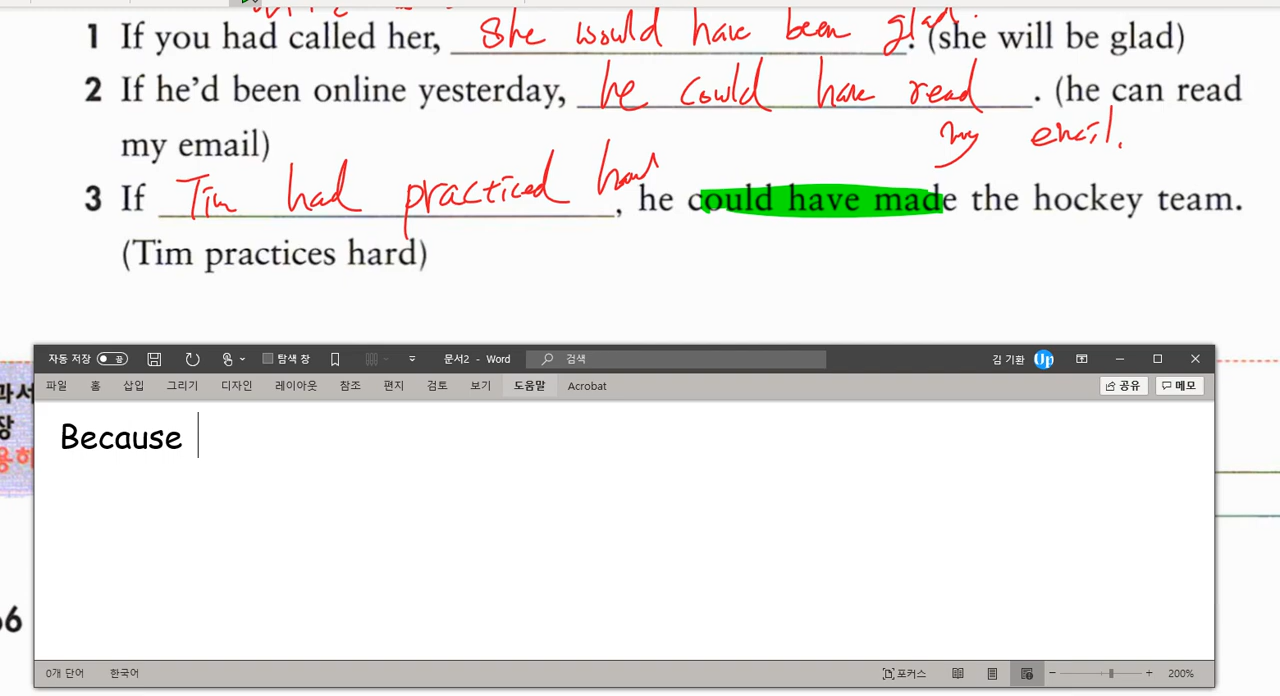 1 If you had called her, she would have been glad. (she will be glad)
2 If he'd been online yesterday, he could have read. (he can read
my email.
my email)
3 If Tim had practiced hard, he could have made the hockey team.
(Tim practices hard)
자동 저장 끔 탐색 창 문서2 - Word 검색 김 기환 Up
파일 홈 삽입 그리기 디자인 레이아웃 참조 편지 검토 보기 도움말 Acrobat 공유 메모
Because
0개 단어 한국어 포커스 200%